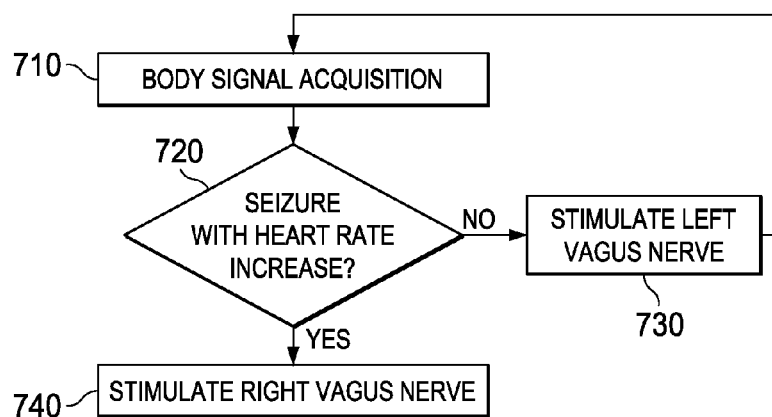 710
BODY SIGNAL ACQUISITION
720
SEIZURE
WITH HEART RATE
INCREASE?
NO
STIMULATE LEFT
VAGUS NERVE
730
YES
740
STIMULATE RIGHT VAGUS NERVE